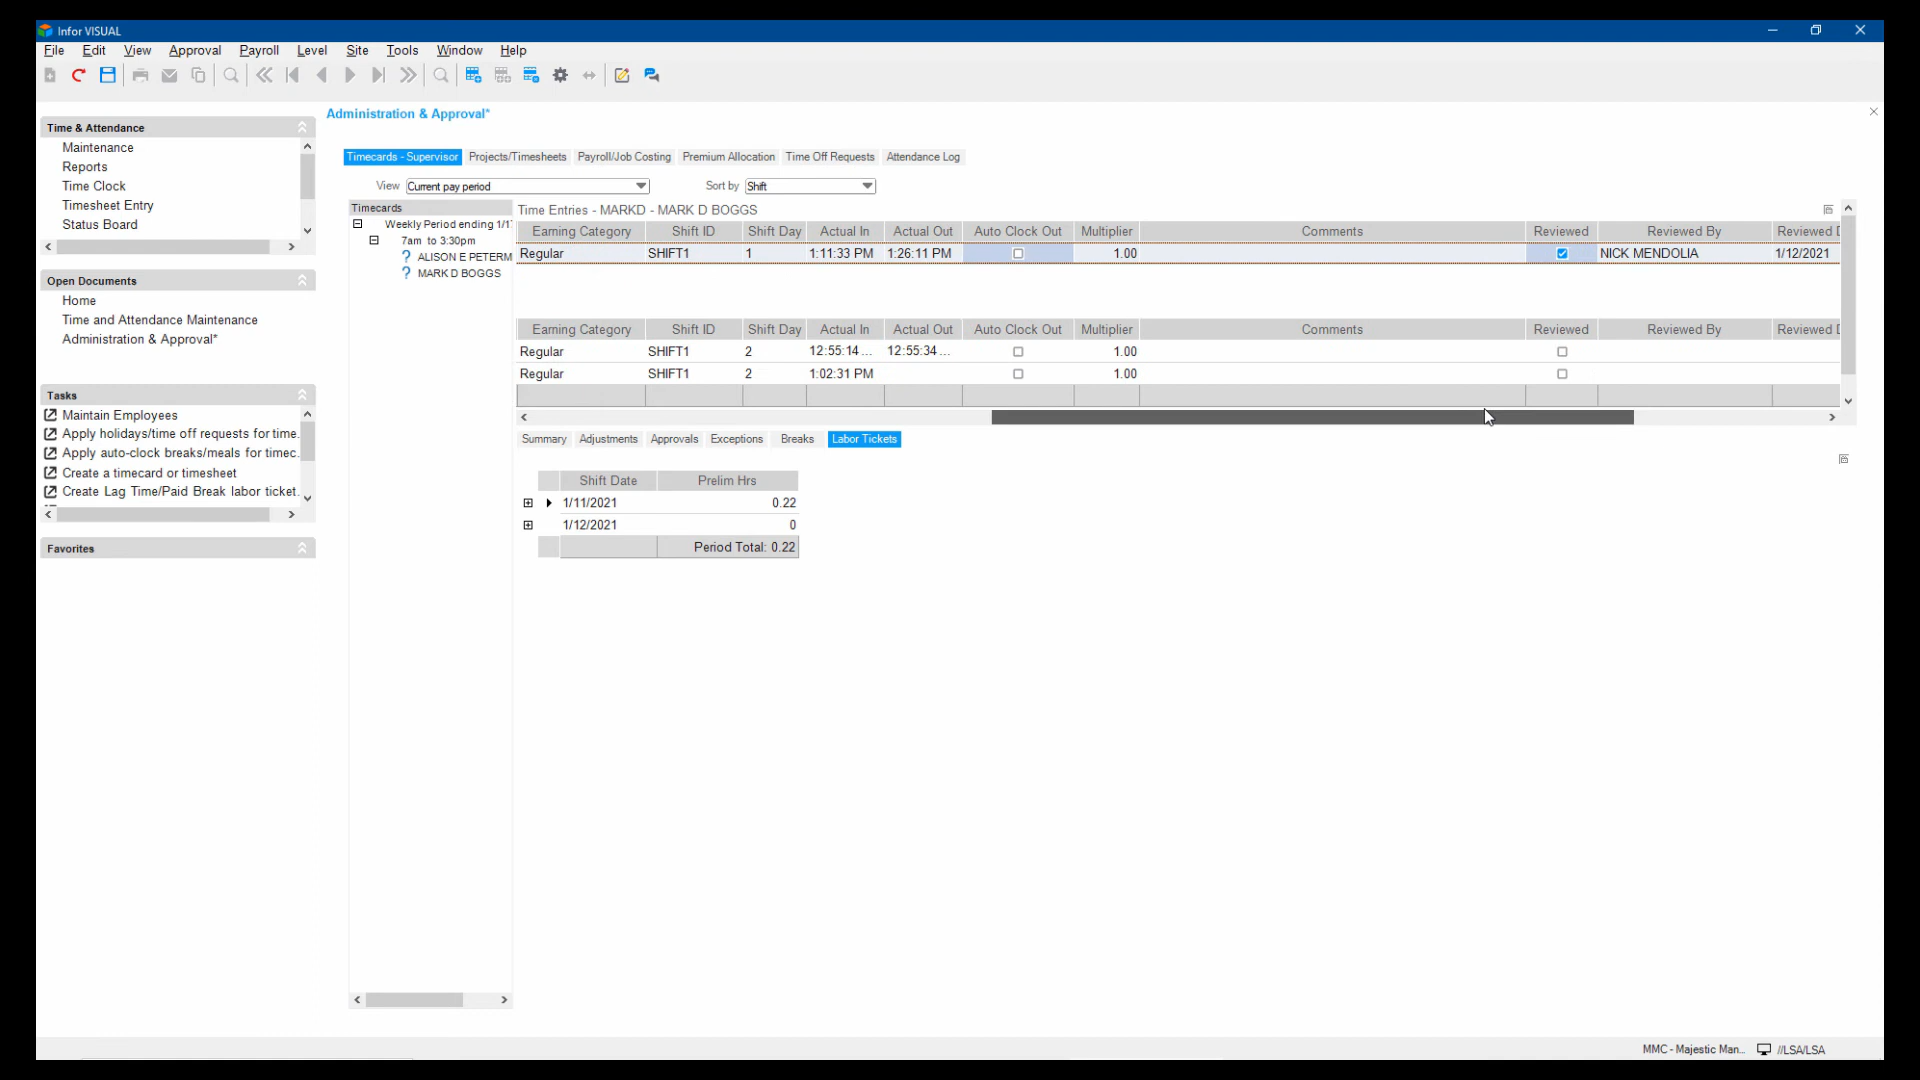 Infor VISUAL
File Edit View Approval Payroll Level Site Tools Window Help
Administration & Approval*
Time & Attendance
Maintenance
Reports
Time Clock
Timesheet Entry
Status Board
Open Documents
Home
Time and Attendance Maintenance
Administration & Approval*
Tasks
Maintain Employees
Apply holidays/time off requests for time.
Apply auto-clock breaks/meals for timec.
Create a timecard or timesheet
Create Lag Time/Paid Break labor ticket.
Favorites
Timecards - Supervisor Projects/Timesheets Payroll/Job Costing Premium Allocation Time Off Requests Attendance Log
View Current pay period Sort by Shift
Timecards
Weekly Period ending 1/17
7am to 3:30pm
? ALISON E PETERM
? MARK D BOGGS
Time Entries - MARKD - MARK D BOGGS
Earning Category Shift ID Shift Day Actual In Actual Out Auto Clock Out Multiplier Comments Reviewed Reviewed By Reviewed D
Regular SHIFT1 1 1:11:33 PM 1:26:11 PM 1.00 NICK MENDOLIA 1/12/2021
Earning Category Shift ID Shift Day Actual In Actual Out Auto Clock Out Multiplier Comments Reviewed Reviewed By Reviewed D
Regular SHIFT1 2 12:55:14 ... 12:55:34 ... 1.00
Regular SHIFT1 2 1:02:31 PM 1.00
Summary Adjustments Approvals Exceptions Breaks Labor Tickets
Shift Date Prelim Hrs
1/11/2021 0.22
1/12/2021 0
Period Total: 0.22
MMC - Majestic Man... //LSA/LSA